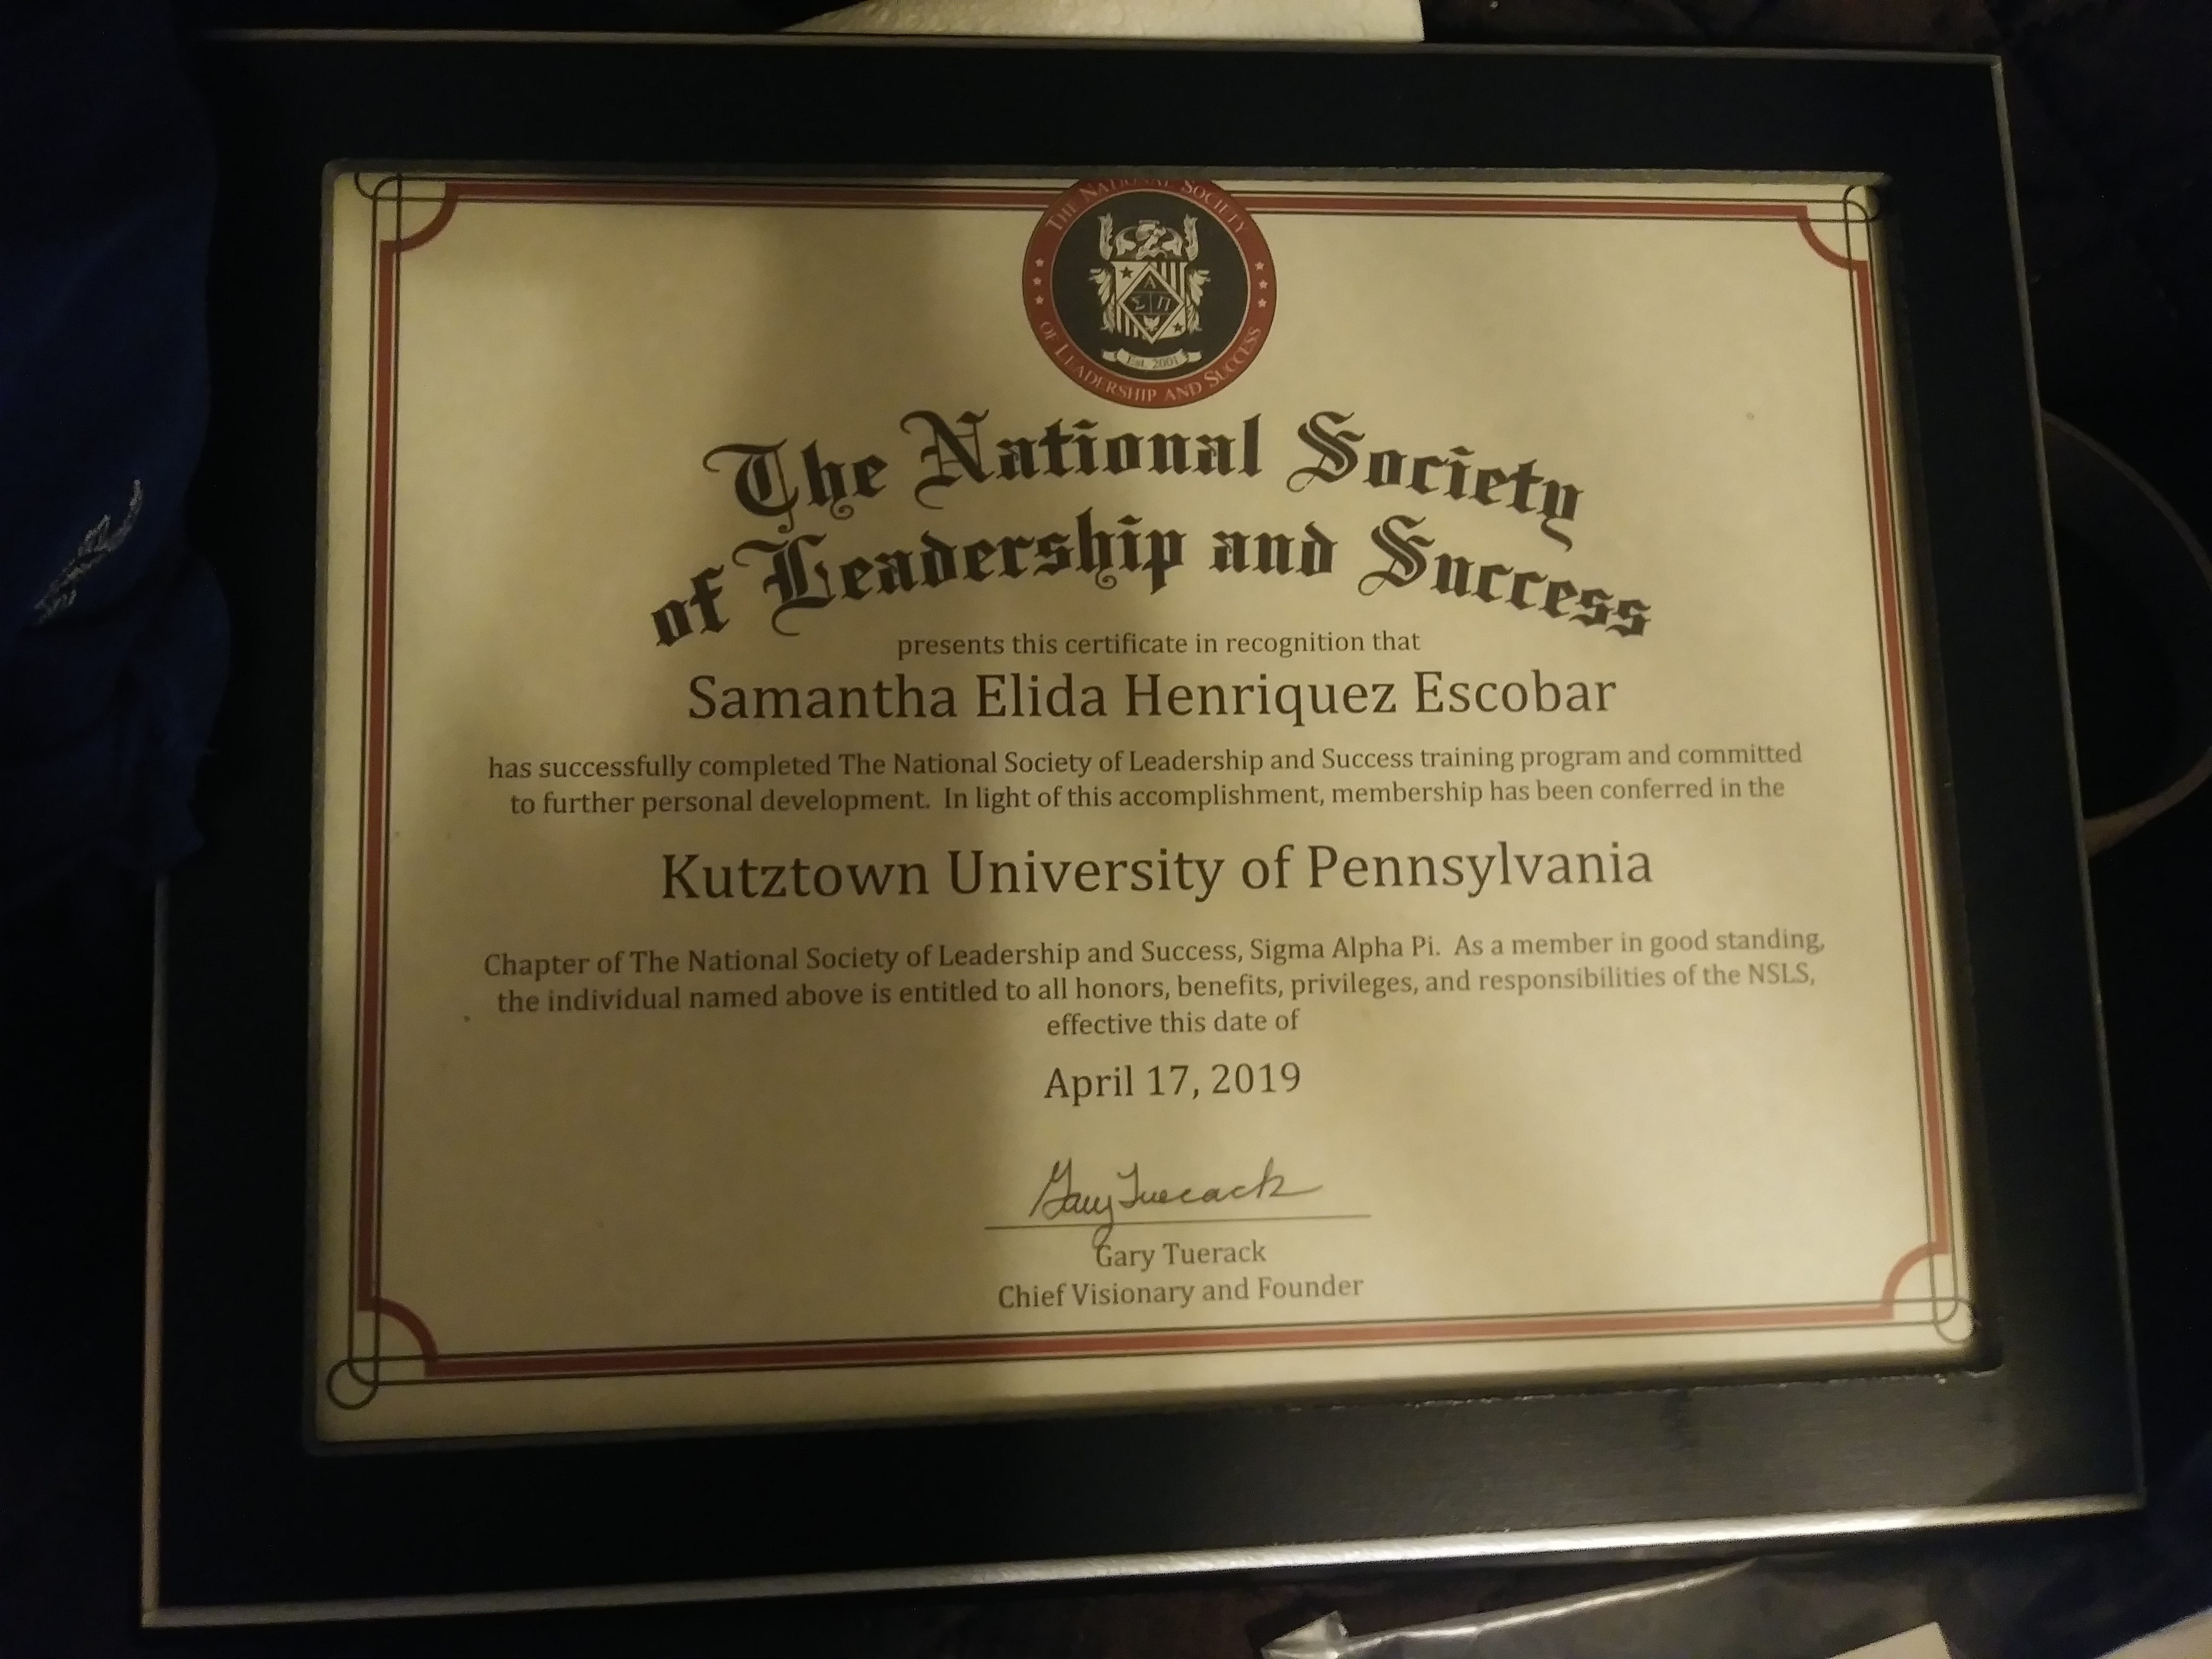 THE NATIONAL SOCIETY
OF LEADERSHIP AND SUCCESS
Α
Σ Π
Est. 2001
The National Society
of Leadership and Success
presents this certificate in recognition that
Samantha Elida Henriquez Escobar
has successfully completed The National Society of Leadership and Success training program and committed
to further personal development. In light of this accomplishment, membership has been conferred in the
Kutztown University of Pennsylvania
Chapter of The National Society of Leadership and Success, Sigma Alpha Pi. As a member in good standing,
the individual named above is entitled to all honors, benefits, privileges, and responsibilities of the NSLS,
effective this date of
April 17, 2019
Gary Tuerack
Gary Tuerack
Chief Visionary and Founder